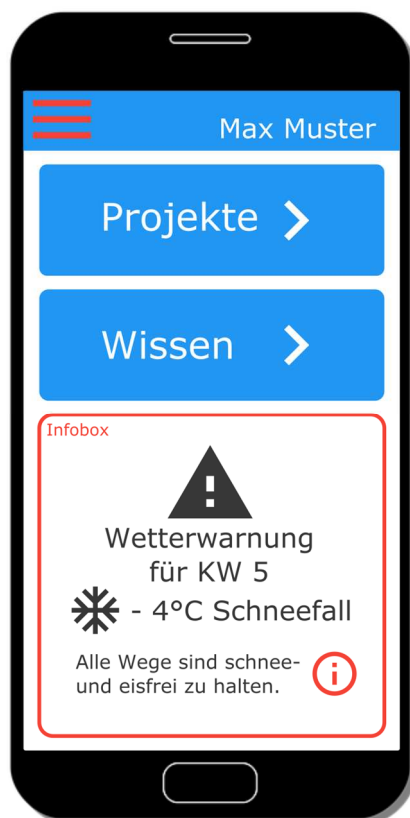 Max Muster
Projekte
Wissen
Infobox
Wetterwarnung
für KW 5
- 4°C Schneefall
Alle Wege sind schnee-
und eisfrei zu halten.